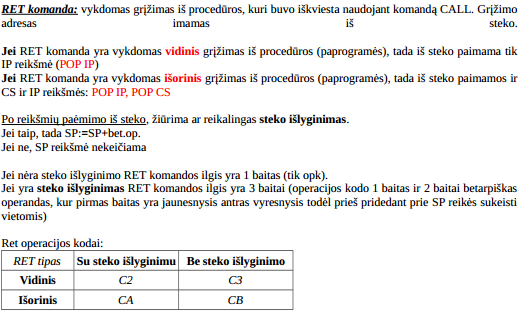 RET komanda: vykdomas grįžimas iš procedūros, kuri buvo iškviesta naudojant komandą CALL. Grįžimo
adresas imamas iš steko.
Jei RET komanda yra vykdomas vidinis grįžimas iš procedūros (paprogramės), tada iš steko paimama tik
IP reikšmė (POP IP)
Jei RET komanda yra vykdomas išorinis grįžimas iš procedūros (paprogramės), tada iš steko paimamos ir
CS ir IP reikšmės: POP IP, POP CS
Po reikšmių paėmimo iš steko, žiūrima ar reikalingas steko išlyginimas.
Jei taip, tada SP:=SP+bet.op.
Jei ne, SP reikšmė nekeičiama
Jei nėra steko išlyginimo RET komandos ilgis yra 1 baitas (tik opk).
Jei yra steko išlyginimas RET komandos ilgis yra 3 baitai (operacijos kodo 1 baitas ir 2 baitai betarpiškas
operandas, kur pirmas baitas yra jaunesnysis antras vyresnysis todėl prieš pridedant prie SP reikės sukeisti
vietomis)
Ret operacijos kodai:
RET tipas Su steko išlyginimu Be steko išlyginimo
Vidinis C2 C3
Išorinis CA CB